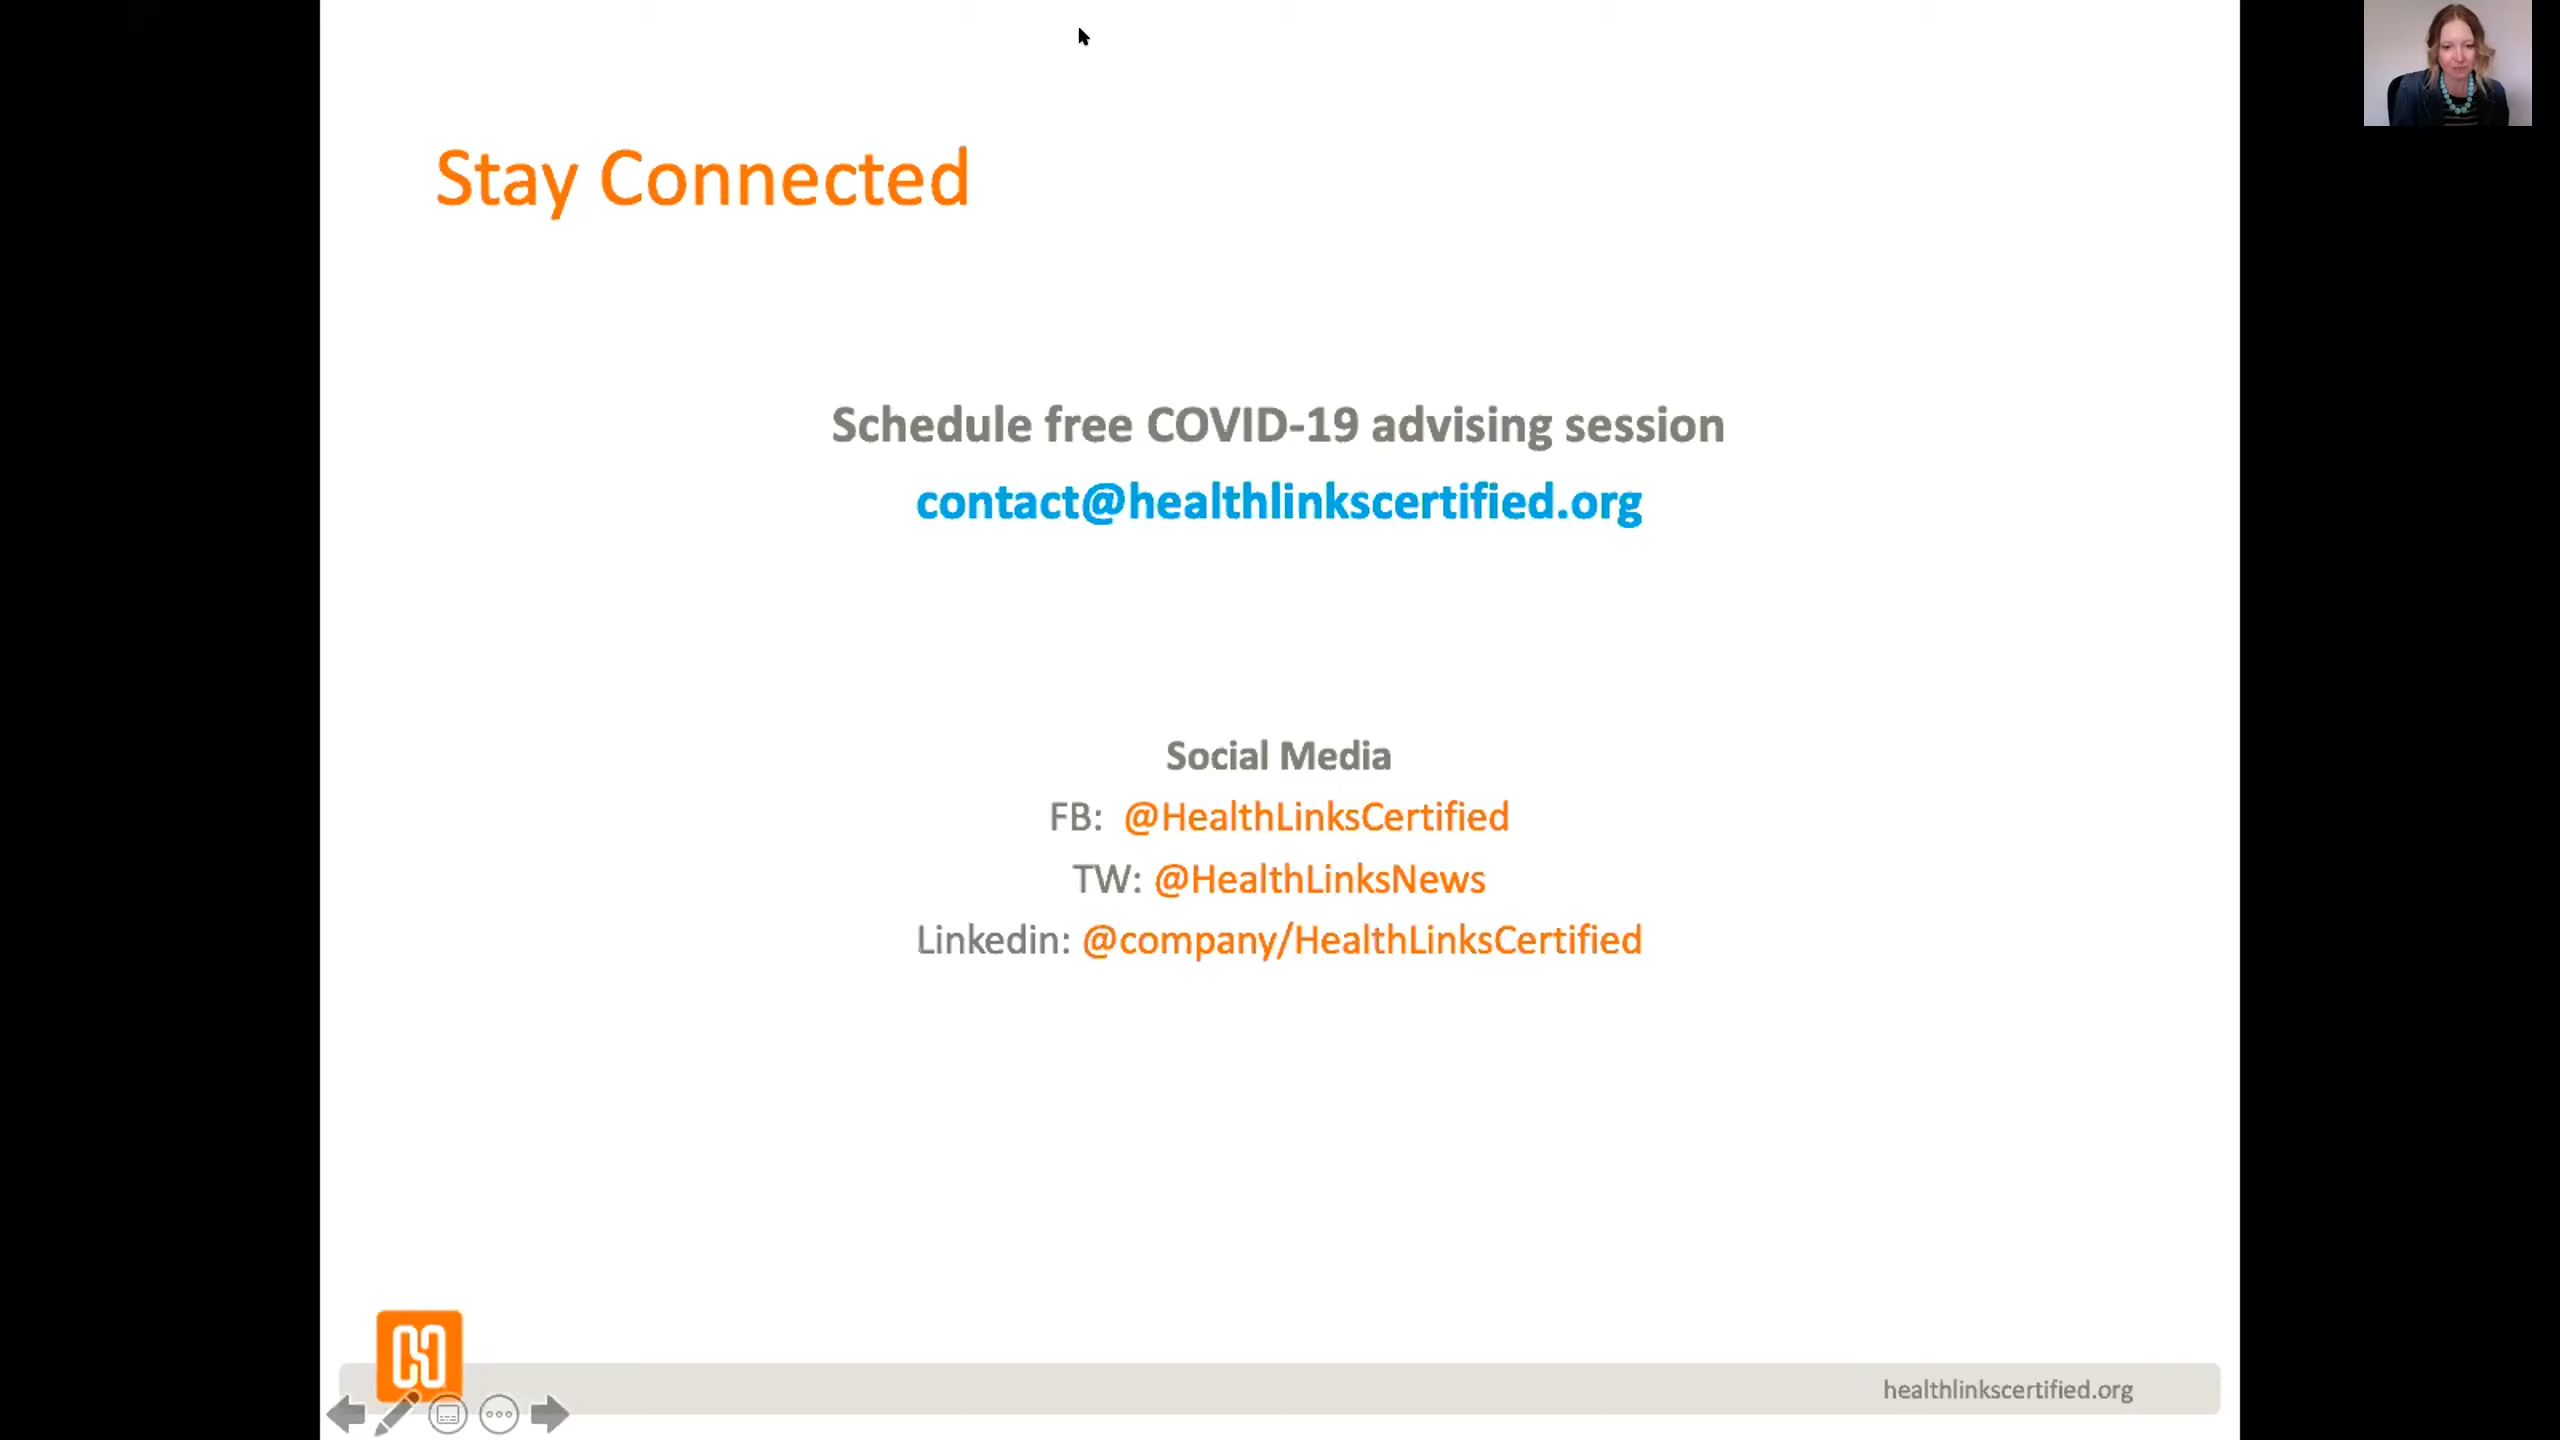 Stay Connected
Schedule free COVID-19 advising session
contact@healthlinkscertified.org
Social Media
FB: @HealthLinksCertified
TW: @HealthLinksNews
Linkedin: @company/HealthLinksCertified
healthlinkscertified.org